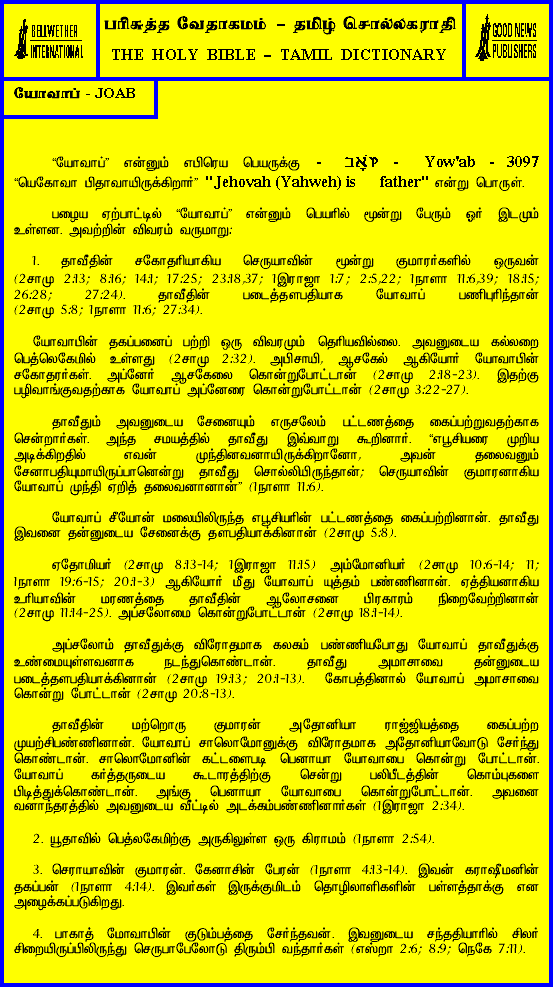 BELLWETHER
INTERNATIONAL
பரிசுத்த வேதாகமம் – தமிழ் சொல்லகராதி
THE HOLY BIBLE – TAMIL DICTIONARY
GOOD NEWS
PUBLISHERS
யோவாப் - JOAB
“யோவாப்” என்னும் எபிரெய பெயருக்கு - יוֹאָב - Yow'ab - 3097
“யெகோவா பிதாவாயிருக்கிறார்” "Jehovah (Yahweh) is father" என்று பொருள்.
பழைய ஏற்பாட்டில் “யோவாப்” என்னும் பெயரில் மூன்று பேரும் ஓர் இடமும்
உள்ளன. அவற்றின் விவரம் வருமாறு:
1. தாவீதின் சகோதரியாகிய செருயாவின் மூன்று குமாரர்களில் ஒருவன்
(2சாமு 2:13; 8:16; 14:1; 17:25; 23:18,37; 1இராஜா 1:7; 2:5,22; 1நாளா 11:6,39; 18:15;
26:28; 27:24). தாவீதின் படைத்தளபதியாக யோவாப் பணிபுரிந்தான்
(2சாமு 5:8; 1நாளா 11:6; 27:34).
யோவாபின் தகப்பனைப் பற்றி ஒரு விவரமும் தெரியவில்லை. அவனுடைய கல்லறை
பெத்லெகேமில் உள்ளது (2சாமு 2:32). அபிசாயி, ஆசகேல் ஆகியோர் யோவாபின்
சகோதரர்கள். அப்னேர் ஆசகேலை கொன்றுபோட்டான் (2சாமு 2:18-23). இதற்கு
பழிவாங்குவதற்காக யோவாப் அப்னேரை கொன்றுபோட்டான் (2சாமு 3:22-27).
தாவீதும் அவனுடைய சேனையும் எருசலேம் பட்டணத்தை கைப்பற்றுவதற்காக
சென்றார்கள். அந்த சமயத்தில் தாவீது இவ்வாறு கூறினார். “எபூசியரை முறிய
அடிக்கிறதில் எவன் முந்தினவனாயிருக்கிறானோ, அவன் தலைவனும்
சேனாபதியுமாயிருப்பானென்று தாவீது சொல்லியிருந்தான்; செருயாவின் குமாரனாகிய
யோவாப் முந்தி ஏறித் தலைவனானான்” (1நாளா 11:6).
யோவாப் சீயோன் மலையிலிருந்த எபூசியரின் பட்டணத்தை கைப்பற்றினான். தாவீது
இவனை தன்னுடைய சேனைக்கு தளபதியாக்கினான் (2சாமு 5:8).
ஏதோமியர் (2சாமு 8:13-14; 1இராஜா 11:15) அம்மோனியர் (2சாமு 10:6-14; 11;
1நாளா 19:6-15; 20:1-3) ஆகியோர் மீது யோவாப் யுத்தம் பண்ணினான். ஏத்தியனாகிய
உரியாவின் மரணத்தை தாவீதின் ஆலோசனை பிரகாரம் நிறைவேற்றினான்
(2சாமு 11:14-25). அப்சலோமை கொன்றுபோட்டான் (2சாமு 18:1-14).
அப்சலோம் தாவீதுக்கு விரோதமாக கலகம் பண்ணியபோது யோவாப் தாவீதுக்கு
உண்மையுள்ளவனாக நடந்துகொண்டான். தாவீது அமாசாவை தன்னுடைய
படைத்தளபதியாக்கினான் (2சாமு 19:13; 20:1-13). கோபத்தினால் யோவாப் அமாசாவை
கொன்று போட்டான் (2சாமு 20:8-13).
தாவீதின் மற்றொரு குமாரன் அதோனியா ராஜ்ஜியத்தை கைப்பற்ற
முயற்சிபண்ணினான். யோவாப் சாலொமோனுக்கு விரோதமாக அதோனியாவோடு சேர்ந்து
கொண்டான். சாலொமோனின் கட்டளைபடி பெனாயா யோவாபை கொன்று போட்டான்.
யோவாப் கர்த்தருடைய கூடாரத்திற்கு சென்று பலிபீடத்தின் கொம்புகளை
பிடித்துக்கொண்டான். அங்கு பெனாயா யோவாபை கொன்றுபோட்டான். அவனை
வனாந்தரத்தில் அவனுடைய வீட்டில் அடக்கம்பண்ணினார்கள் (1இராஜா 2:34).
2. யூதாவில் பெத்லகேமிற்கு அருகிலுள்ள ஒரு கிராமம் (1நாளா 2:54).
3. செராயாவின் குமாரன். கேனாசின் பேரன் (1நாளா 4:13-14). இவன் கராஷீமனின்
தகப்பன் (1நாளா 4:14). இவர்கள் இருக்குமிடம் தொழிலாளிகளின் பள்ளத்தாக்கு என
அழைக்கப்படுகிறது.
4. பாகாத் மோவாபின் குடும்பத்தை சேர்ந்தவன். இவனுடைய சந்ததியாரில் சிலர்
சிறையிருப்பிலிருந்து செருபாபேலோடு திரும்பி வந்தார்கள் (எஸ்றா 2:6; 8:9; நெகே 7:11).